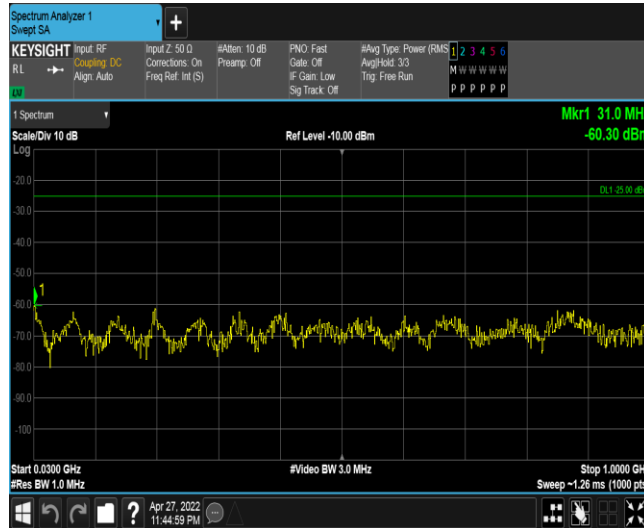 Spectrum Analyzer 1
Swept SA
+
KEYSIGHT
RL
LXI
Input: RF
Coupling: DC
Align: Auto
Input Z: 50 Ω
Corrections: On
Freq Ref: Int (S)
#Atten: 10 dB
Preamp: Off
PNO: Fast
Gate: Off
IF Gain: Low
Sig Track: Off
#Avg Type: Power (RMS
Avg|Hold: 3/3
Trig: Free Run
1 2 3 4 5 6
M W W W W W
P P P P P P
1 Spectrum
Scale/Div 10 dB
Ref Level -10.00 dBm
Mkr1 31.0 MH
-60.30 dBr
Log
-20.0
DL1 -25.00 dB
-30.0
-40.0
-50.0
1
-60.0
-70.0
-80.0
-90.0
-100
Start 0.0300 GHz
#Video BW 3.0 MHz
Stop 1.0000 GH
#Res BW 1.0 MHz
Sweep ~1.26 ms (1000 pts
?
Apr 27, 2022
11:44:59 PM